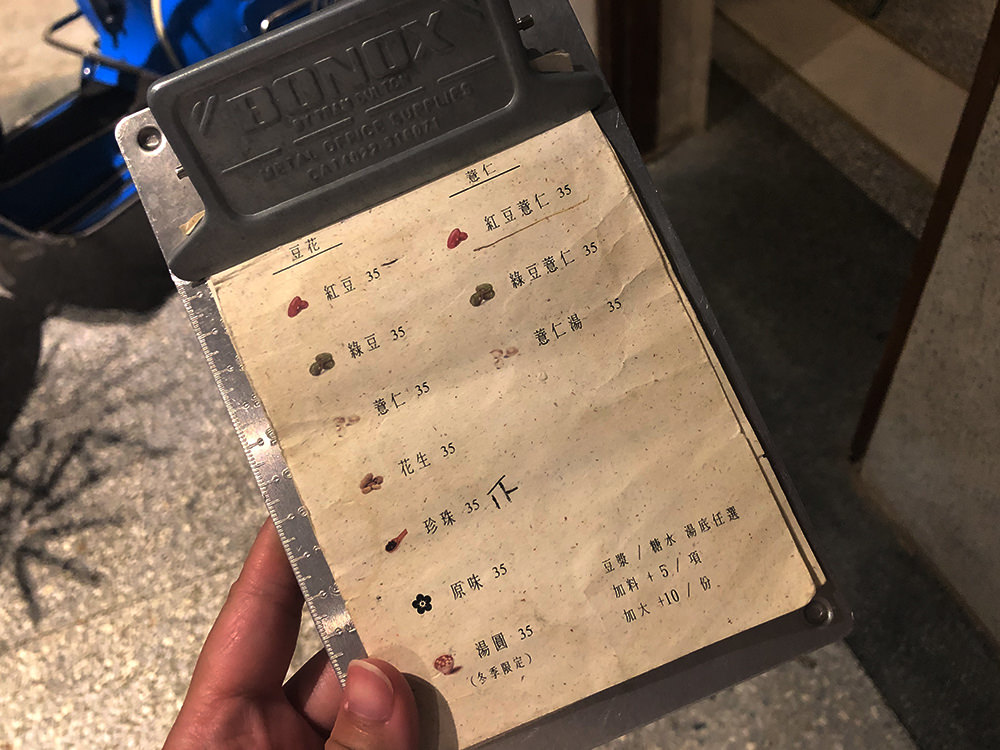 BONOX
METAL OFFICE SUPPLIES
豆花
紅豆 35
綠豆 35
薏仁 35
花生 35
珍珠 35 下
原味 35
湯圓 35
(冬季限定)
薏仁
紅豆薏仁 35
綠豆薏仁 35
薏仁湯 35
豆漿 / 糖水 湯底任選
加料 + 5 / 項
加大 +10 / 份